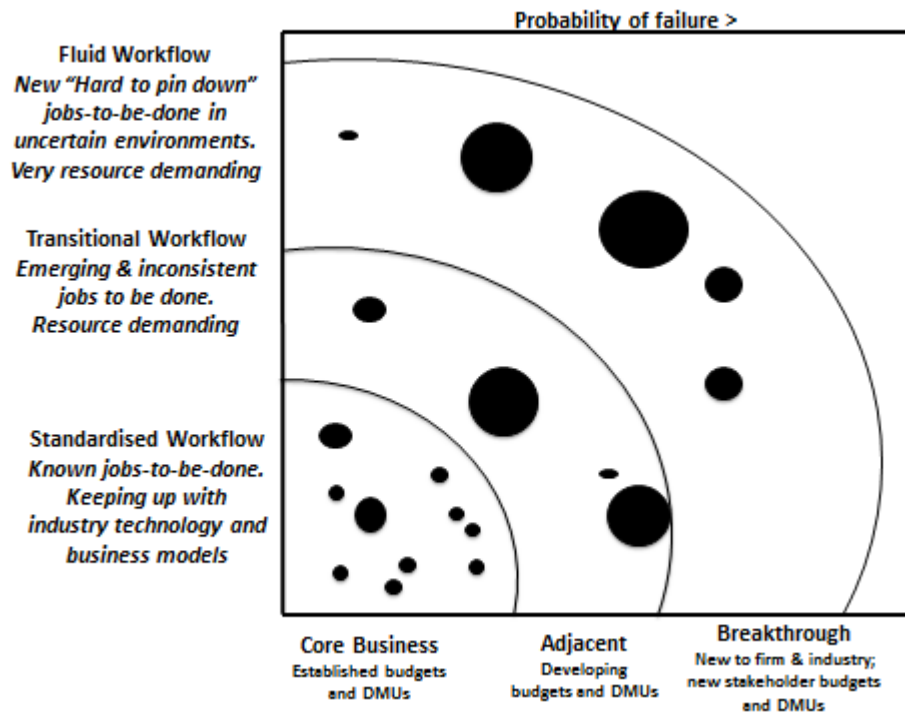 Probability of failure >
Fluid Workflow
New “Hard to pin down”
jobs-to-be-done in
uncertain environments.
Very resource demanding
Transitional Workflow
Emerging & inconsistent
jobs to be done.
Resource demanding
Standardised Workflow
Known jobs-to-be-done.
Keeping up with
industry technology and
business models
Core Business
Established budgets
and DMUs
Adjacent
Developing
budgets and DMUs
Breakthrough
New to firm & industry;
new stakeholder budgets
and DMUs